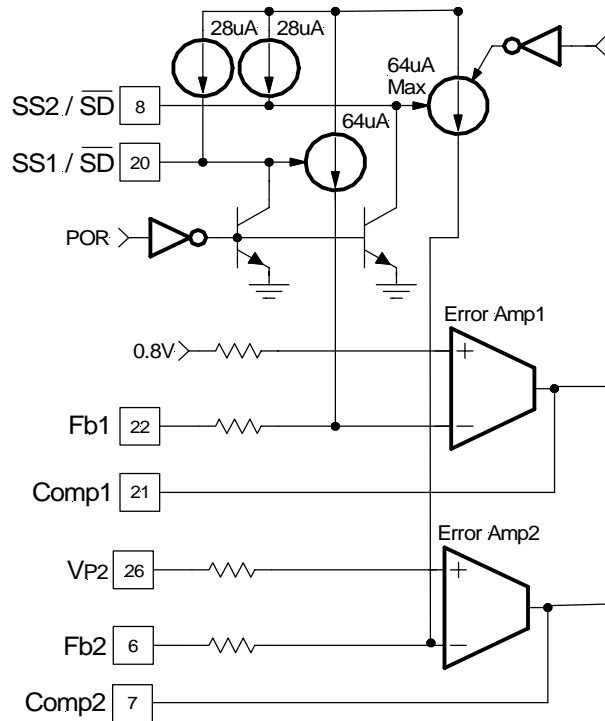 28uA 28uA
64uA
Max
SS2 / SD 8
64uA
SS1 / SD 20
POR
Error Amp1
0.8V
+
Fb1 22
−
Comp1 21
Error Amp2
VP2 26
+
Fb2 6
−
Comp2 7